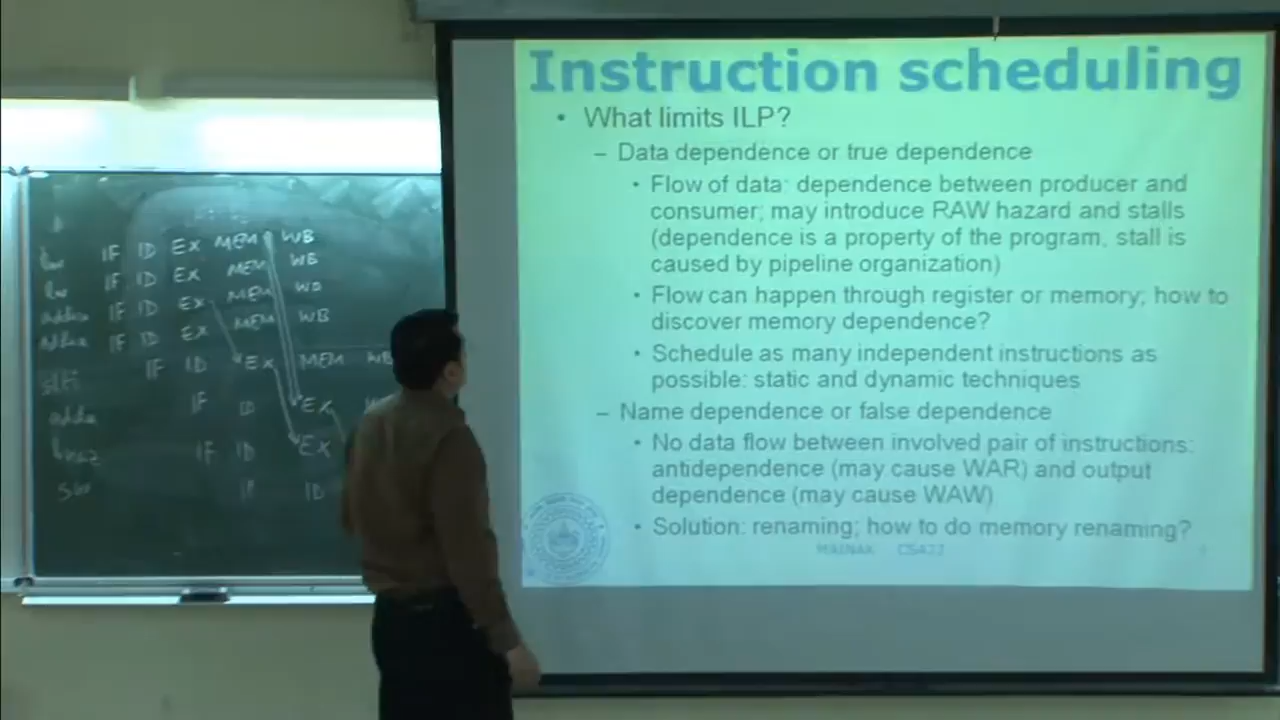 lw IF ID Ex MEM WB
lw IF ID Ex MEM WB
IF ID Ex MEM WB
IF ID Ex MEM WB
IF ID Ex MEM WB
IF ID Ex
IF ID Ex
IF ID
Instruction scheduling
• What limits ILP?
– Data dependence or true dependence
• Flow of data: dependence between producer and
consumer; may introduce RAW hazard and stalls
(dependence is a property of the program, stall is
caused by pipeline organization)
• Flow can happen through register or memory; how to
discover memory dependence?
• Schedule as many independent instructions as
possible: static and dynamic techniques
– Name dependence or false dependence
• No data flow between involved pair of instructions:
antidependence (may cause WAR) and output
dependence (may cause WAW)
• Solution: renaming; how to do memory renaming?
MAINAK CS422